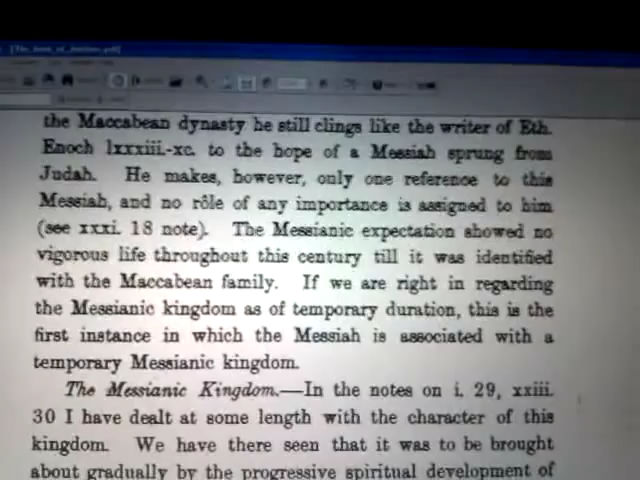 [The_book_of_Jubilees.pdf]
the Maccabean dynasty he still clings like the writer of Eth.
Enoch lxxxiii.-xc. to the hope of a Messiah sprung from
Judah. He makes, however, only one reference to this
Messiah, and no rôle of any importance is assigned to him
(see xxxi. 18 note). The Messianic expectation showed no
vigorous life throughout this century till it was identified
with the Maccabean family. If we are right in regarding
the Messianic kingdom as of temporary duration, this is the
first instance in which the Messiah is associated with a
temporary Messianic kingdom.
The Messianic Kingdom.—In the notes on i. 29, xxiii.
30 I have dealt at some length with the character of this
kingdom. We have there seen that it was to be brought
about gradually by the progressive spiritual development of